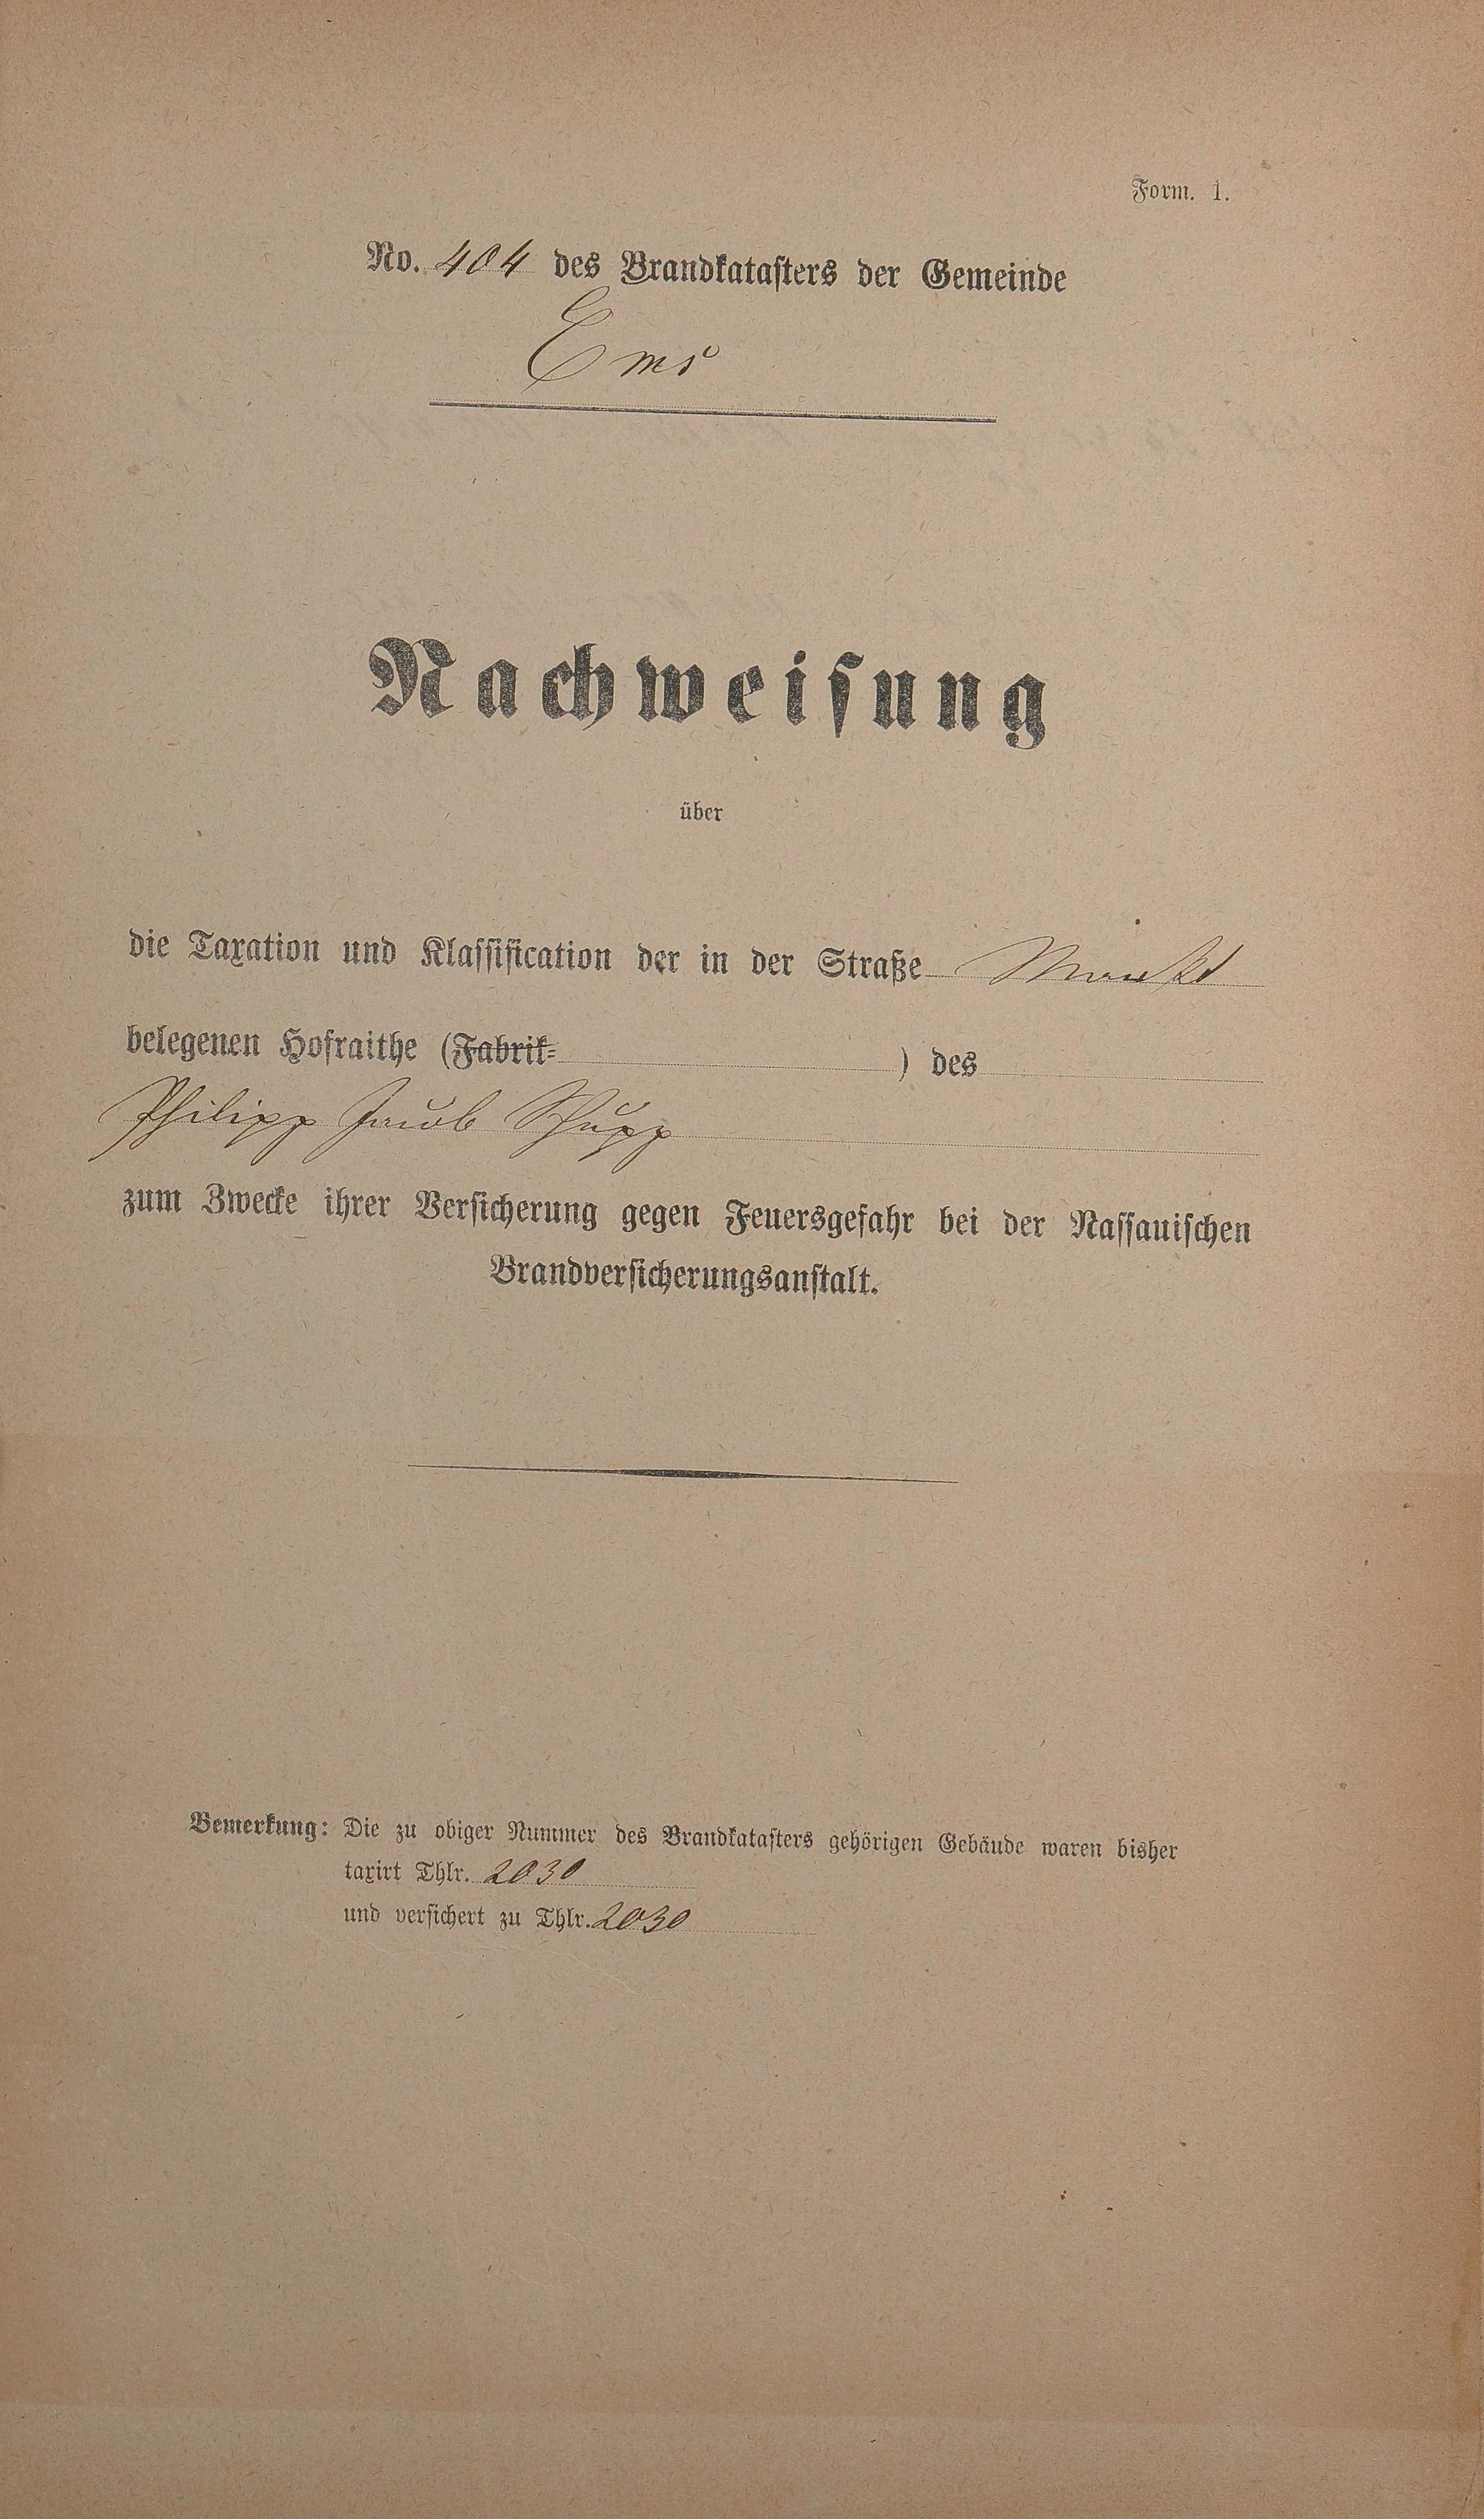 Form. 1.
No. 404 des Brandkatasters der Gemeinde
Ems
Nachweisung
über
die Taxation und Klassification der in der Straße Markt
belegenen Hofraithe (Fabrik- ) des
Philipp Jacob Schupp
zum Zwecke ihrer Versicherung gegen Feuersgefahr bei der Nassauischen
Brandversicherungsanstalt.
Bemerkung: Die zu obiger Nummer des Brandkatasters gehörigen Gebäude waren bisher
taxirt Thlr. 2030
und versichert zu Thlr. 2030